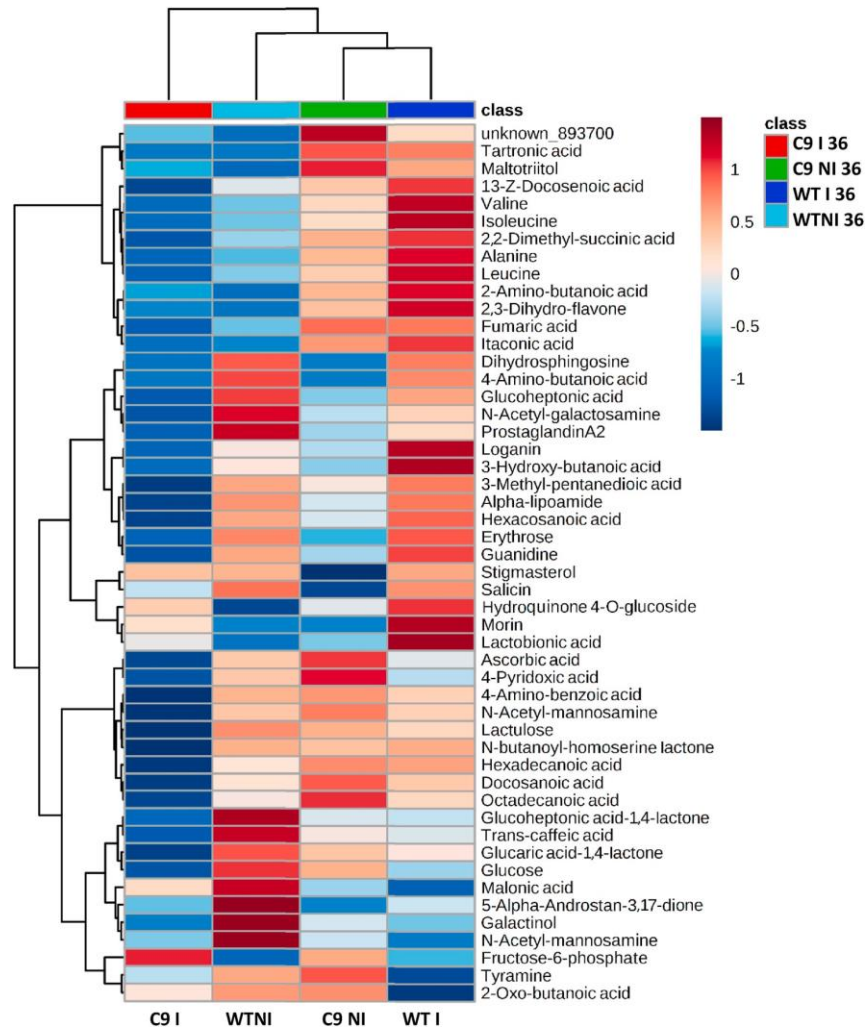 class
unknown_893700
Tartronic acid
Maltotriitol
13-Z-Docosenoic acid
Valine
Isoleucine
2,2-Dimethyl-succinic acid
Alanine
Leucine
2-Amino-butanoic acid
2,3-Dihydro-flavone
Fumaric acid
Itaconic acid
Dihydrosphingosine
4-Amino-butanoic acid
Glucoheptonic acid
N-Acetyl-galactosamine
ProstaglandinA2
Loganin
3-Hydroxy-butanoic acid
3-Methyl-pentanedioic acid
Alpha-lipoamide
Hexacosanoic acid
Erythrose
Guanidine
Stigmasterol
Salicin
Hydroquinone 4-O-glucoside
Morin
Lactobionic acid
Ascorbic acid
4-Pyridoxic acid
4-Amino-benzoic acid
N-Acetyl-mannosamine
Lactulose
N-butanoyl-homoserine lactone
Hexadecanoic acid
Docosanoic acid
Octadecanoic acid
Glucoheptonic acid-1,4-lactone
Trans-caffeic acid
Glucaric acid-1,4-lactone
Glucose
Malonic acid
5-Alpha-Androstan-3,17-dione
Galactinol
N-Acetyl-mannosamine
Fructose-6-phosphate
Tyramine
2-Oxo-butanoic acid
C9 I WTNI C9 NI WT I
1
0.5
0
-0.5
-1
class
C9 I 36
C9 NI 36
WT I 36
WTNI 36